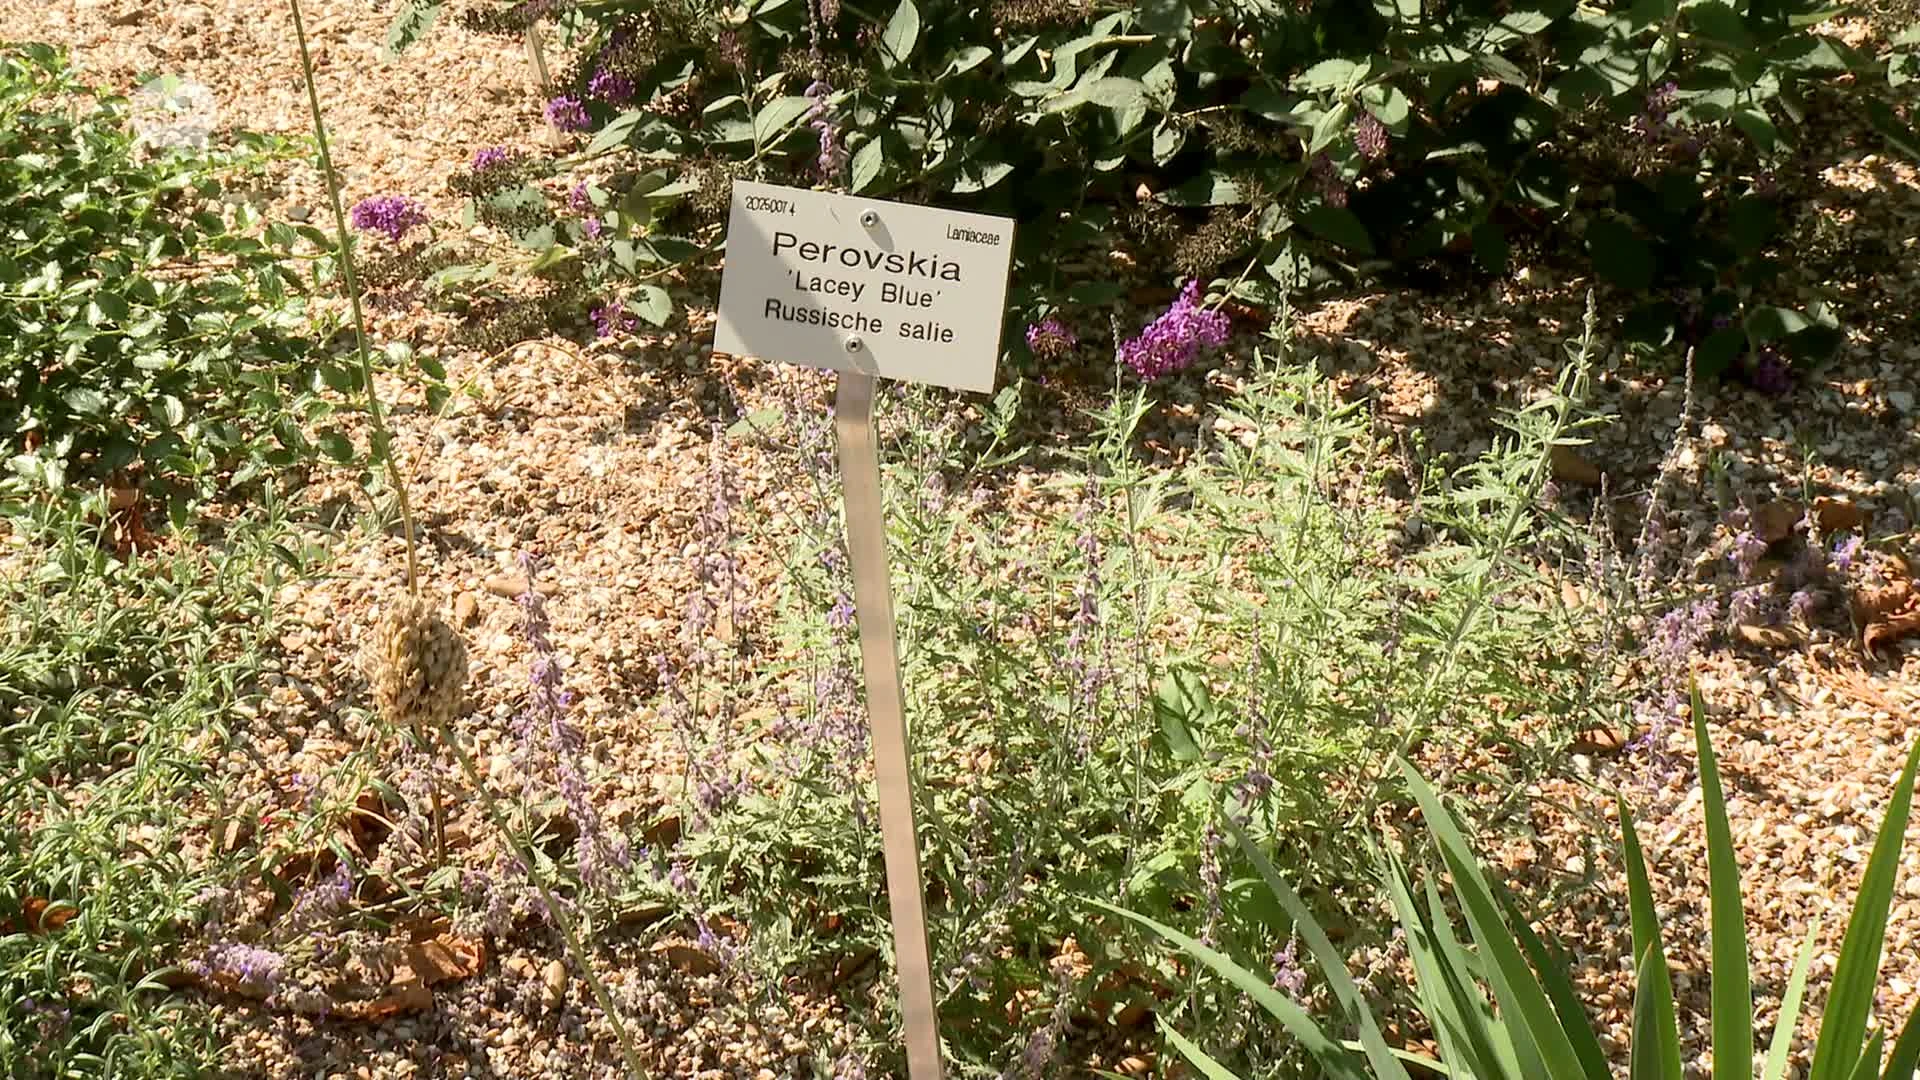 20250074
Lamiaceae
Perovskia
'Lacey Blue'
Russische salie